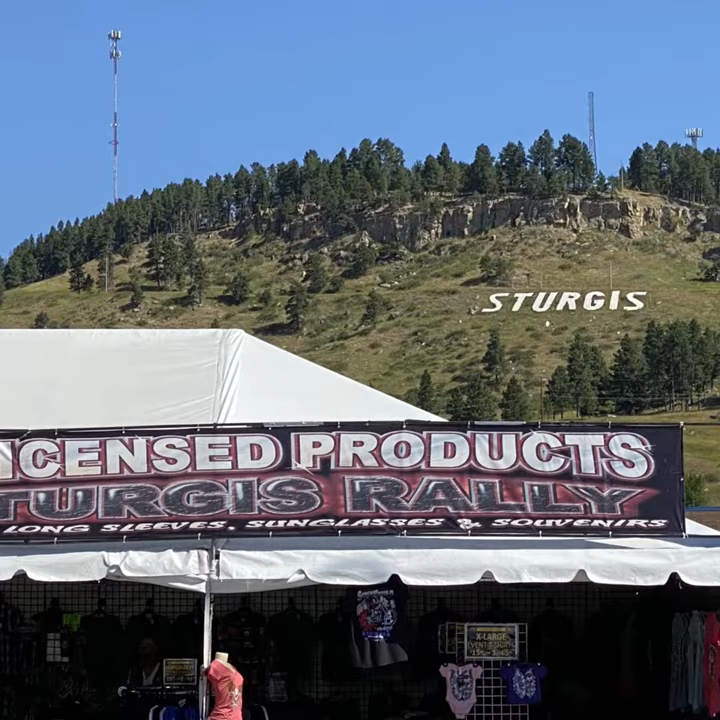 STURGIS
ICENSED PRODUCTS
TURGIS RALLY
LONG SLEEVES, SUNGLASSES & SOUVENIRS
X-LARGE